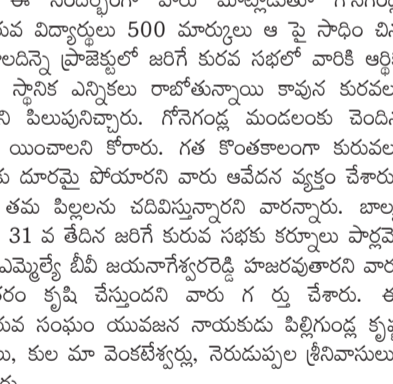 ఈ సందర్భంగా వారు మాట్లాడుతూ గోనెగం
రువ విద్యార్థులు 500 మార్కులు ఆ పై సాధిం చి
లదిన్నె ప్రాజెక్టులో జరిగే కురవ సభలో వారికి ఆర్థి
స్థానిక ఎన్నికలు రాబోతున్నాయి కావున కురవల
ని పిలుపునిచ్చారు. గోనెగండ్ల మండలంకు చెందిన
యించాలని కోరారు. గత కొంతకాలంగా కురువల
కు దూరమై పోయారని వారు ఆవేదన వ్యక్తం చేశారు
తమ పిల్లలను చదివిస్తున్నారని వారన్నారు. బాల్య
31 వ తేదిన జరిగే కురువ సభకు కర్నూలు పార్లమె
ఎమ్మెల్యే బీవీ జయనాగేశ్వరరెడ్డి హజరవుతారని వార
రం కృషి చేస్తుందని వారు గ ర్తు చేశారు. ఈ
రువ సంఘం యువజన నాయకుడు పిల్లిగుండ్ల కృష్
లు, కుల మా వెంకటేశ్వర్లు, నెరుడుప్పల శ్రీనివాసులు